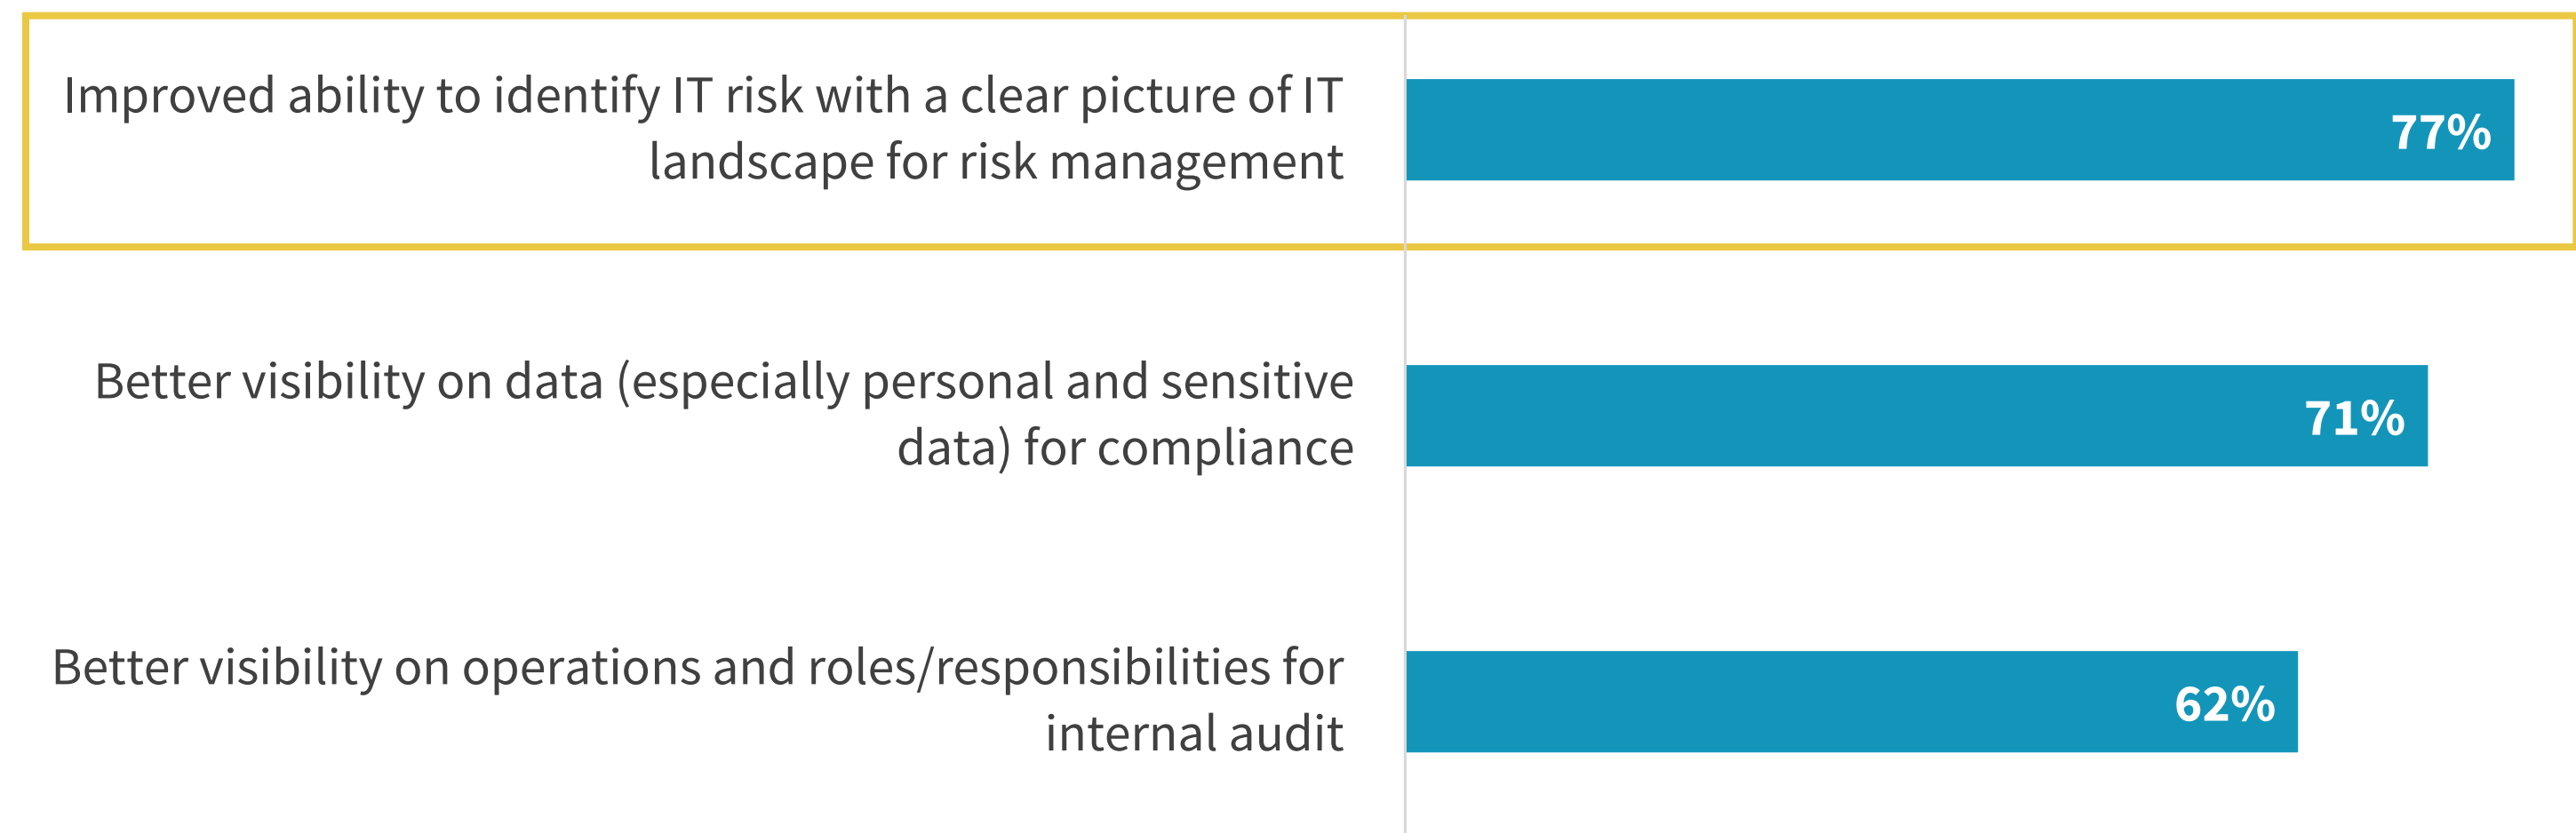 Improved ability to identify IT risk with a clear picture of IT
landscape for risk management
77%
Better visibility on data (especially personal and sensitive
data) for compliance
71%
Better visibility on operations and roles/responsibilities for
internal audit
62%